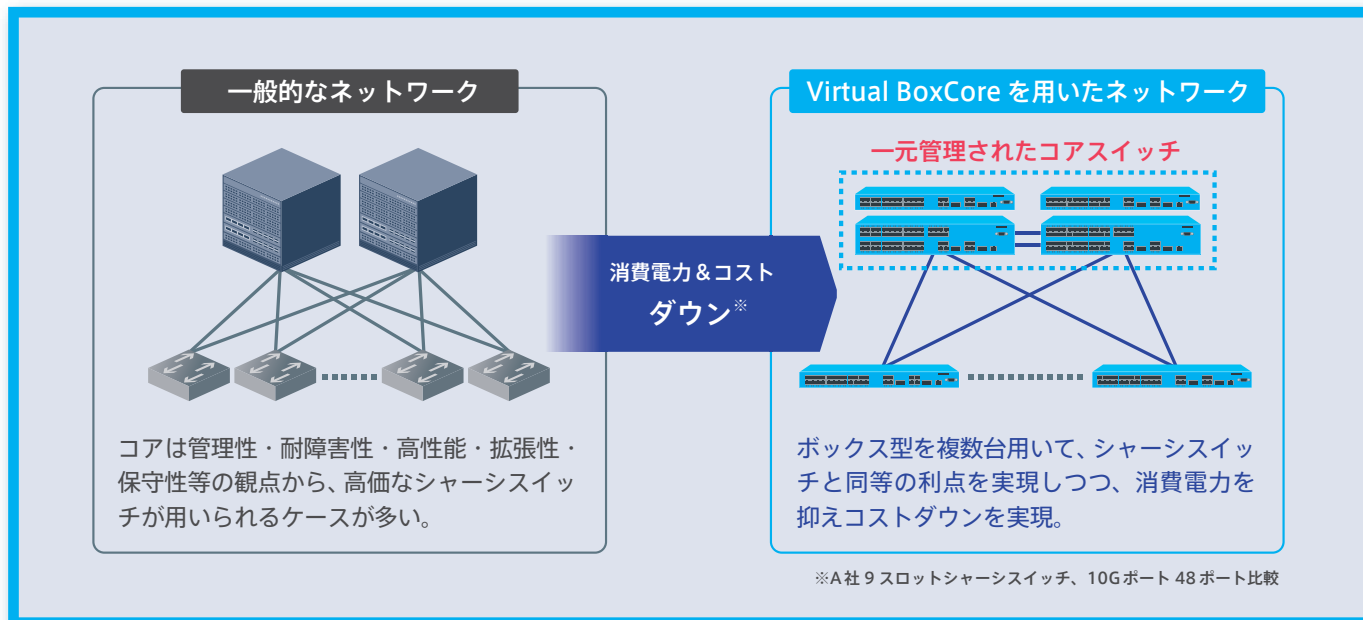 一般的なネットワーク
コアは管理性・耐障害性・高性能・拡張性・
保守性等の観点から、高価なシャーシスイッ
チが用いられるケースが多い。
消費電力&コスト
ダウン※
Virtual BoxCore を用いたネットワーク
一元管理されたコアスイッチ
ボックス型を複数台用いて、シャーシスイッ
チと同等の利点を実現しつつ、消費電力を
抑えコストダウンを実現。
※A社 9 スロットシャーシスイッチ、10Gポート 48ポート比較